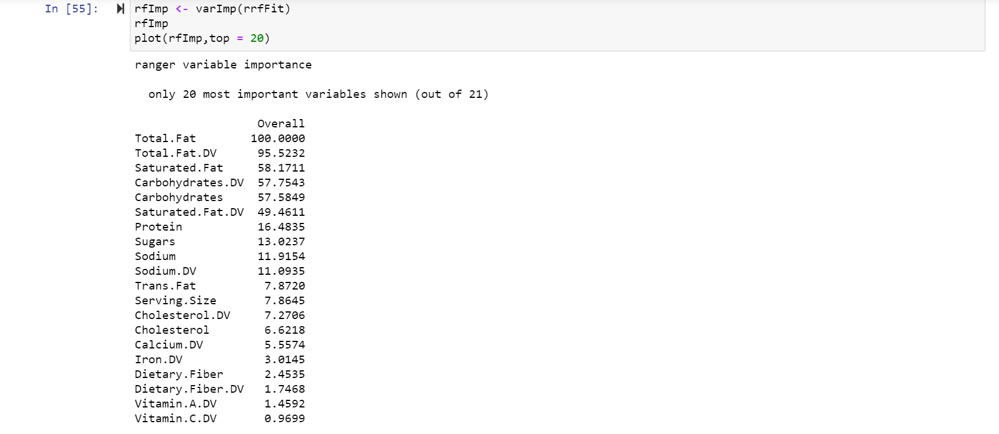 In [55]:
rfImp <- varImp(rrfFit)
rfImp
plot(rfImp,top = 20)
ranger variable importance
only 20 most important variables shown (out of 21)
Overall
Total.Fat 100.0000
Total.Fat.DV 95.5232
Saturated.Fat 58.1711
Carbohydrates.DV 57.7543
Carbohydrates 57.5849
Saturated.Fat.DV 49.4611
Protein 16.4835
Sugars 13.0237
Sodium 11.9154
Sodium.DV 11.0935
Trans.Fat 7.8720
Serving.Size 7.8645
Cholesterol.DV 7.2706
Cholesterol 6.6218
Calcium.DV 5.5574
Iron.DV 3.0145
Dietary.Fiber 2.4535
Dietary.Fiber.DV 1.7468
Vitamin.A.DV 1.4592
Vitamin.C.DV 0.9699